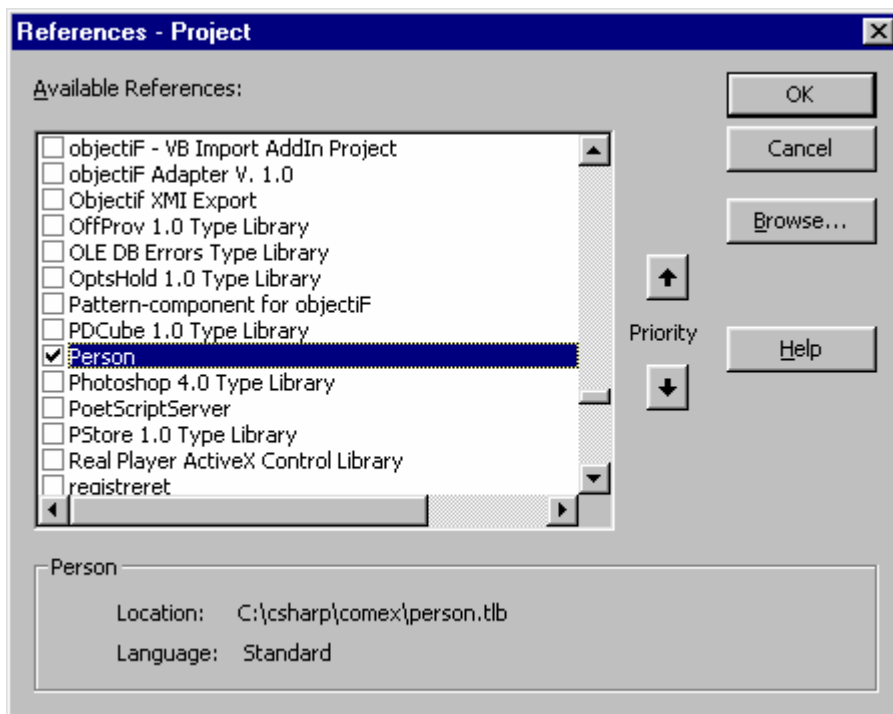 References - Project
Available References:
objectiF - VB Import AddIn Project
objectiF Adapter V. 1.0
Objectif XMI Export
OffProv 1.0 Type Library
OLE DB Errors Type Library
OptsHold 1.0 Type Library
Pattern-component for objectiF
PDCube 1.0 Type Library
Person
Photoshop 4.0 Type Library
PoetScriptServer
PStore 1.0 Type Library
Real Player ActiveX Control Library
registreret
OK
Cancel
Browse...
Priority
Help
Person
Location: C:\csharp\comex\person.tlb
Language: Standard